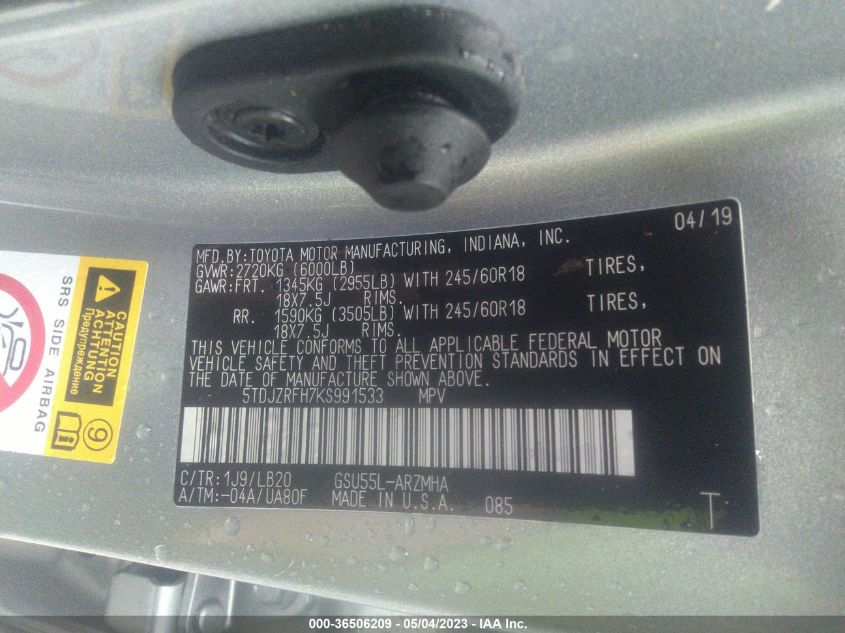 04/19
MFD.BY:TOYOTA MOTOR MANUFACTURING, INDIANA, INC.
GVWR:2720KG (6000LB)
GAWR:FRT. 1345KG (2955LB) WITH 245/60R18 TIRES,
18X7.5J RIMS.
RR. 1590KG (3505LB) WITH 245/60R18 TIRES,
18X7.5J RIMS.
THIS VEHICLE CONFORMS TO ALL APPLICABLE FEDERAL MOTOR
VEHICLE SAFETY AND THEFT PREVENTION STANDARDS IN EFFECT ON
THE DATE OF MANUFACTURE SHOWN ABOVE.
5TDJZRFH7KS991533 MPV
C/TR:1J9/LB20 GSU55L-ARZMHA
A/TM:-04A/UA80F MADE IN U.S.A. 085
T
CAUTION
ATTENTION
ACHTUNG
Предупреждение
SRS SIDE AIRBAG
9
000-36506209 - 05/04/2023 - IAA Inc.